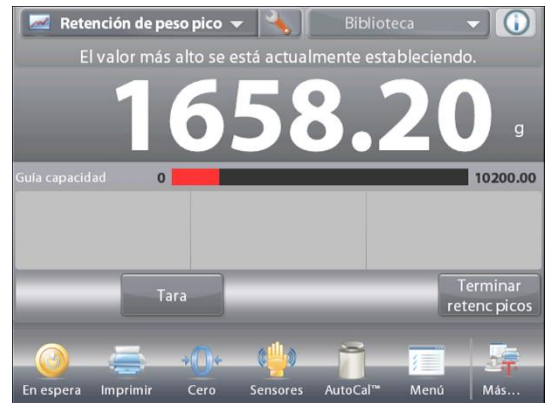 Retención de peso pico
Biblioteca
El valor más alto se está actualmente estableciendo.
1658.20 g
Guía capacidad 0 10200.00
Tara
Terminar
retenc picos
En espera Imprimir Cero Sensores AutoCal™ Menú Más...